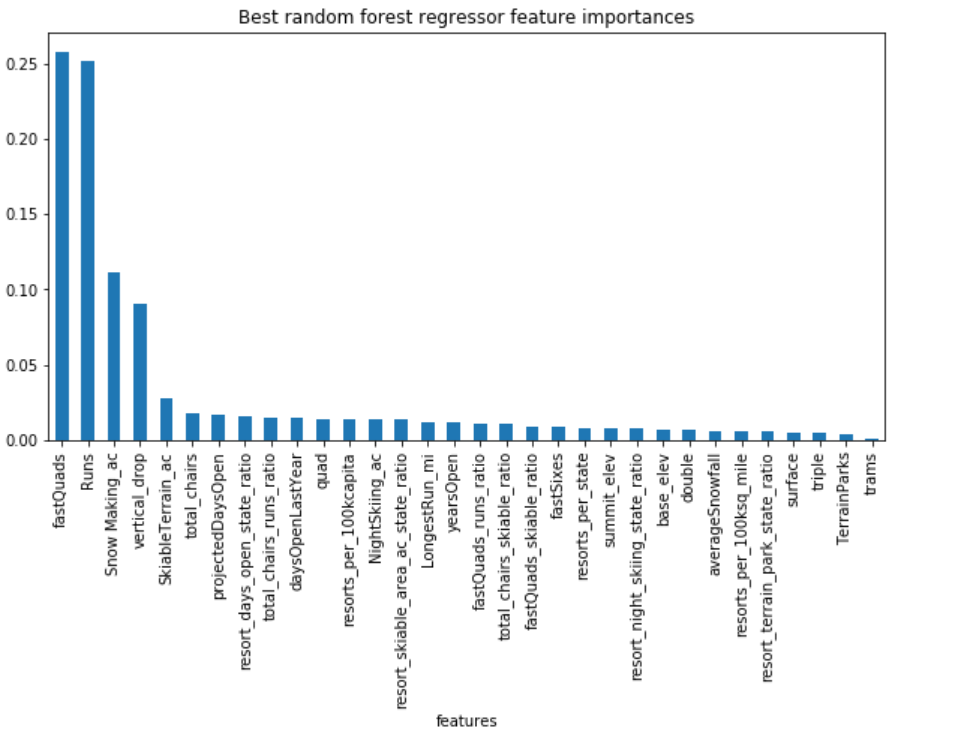 Best random forest regressor feature importances
0.25
0.20
0.15
0.10
0.05
0.00
fastQuads
Runs
Snow Making_ac
vertical_drop
SkiableTerrain_ac
total_chairs
projectedDaysOpen
resort_days_open_state_ratio
total_chairs_runs_ratio
daysOpenLastYear
quad
resorts_per_100kcapita
NightSkiing_ac
resort_skiable_area_ac_state_ratio
LongestRun_mi
yearsOpen
fastQuads_runs_ratio
total_chairs_skiable_ratio
fastQuads_skiable_ratio
fastSixes
resorts_per_state
summit_elev
resort_night_skiing_state_ratio
base_elev
double
averageSnowfall
resorts_per_100ksq_mile
resort_terrain_park_state_ratio
surface
triple
TerrainParks
trams
features